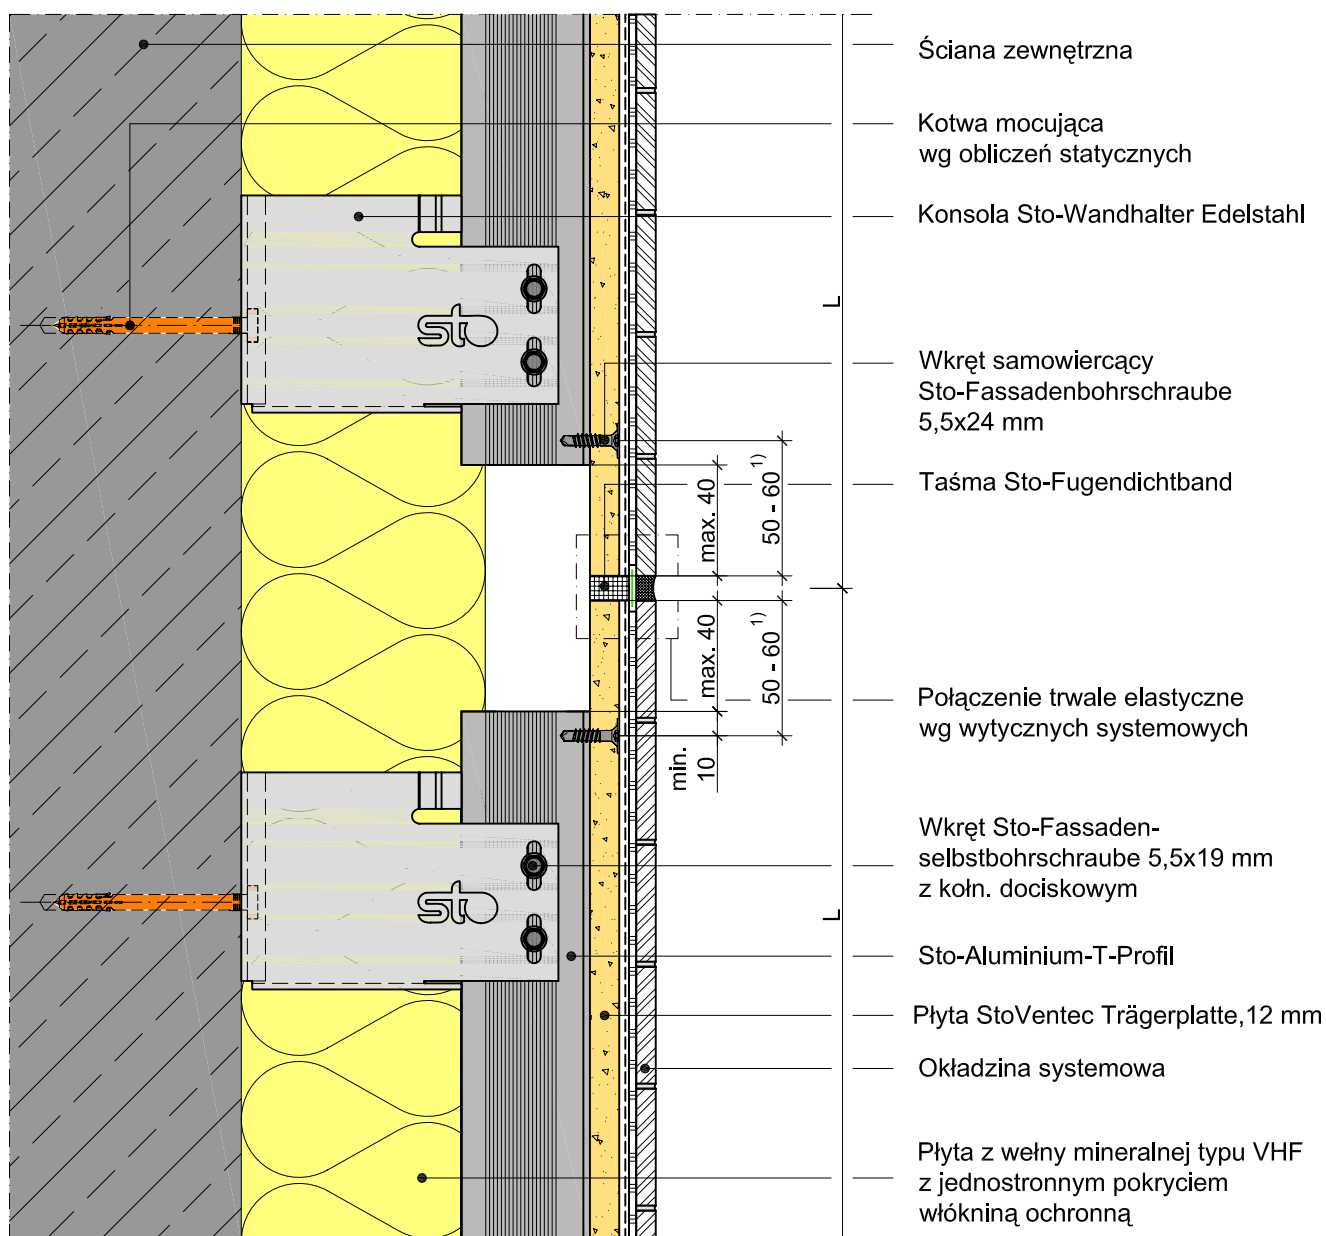 Ściana zewnętrzna
Kotwa mocująca
wg obliczeń statycznych
Konsola Sto-Wandhalter Edelstahl
sto
L
Wkręt samowiercący
Sto-Fassadenbohrschraube
5,5x24 mm
Taśma Sto-Fugendichtband
max. 40
50 - 60 1)
max. 40
50 - 60 1)
Połączenie trwale elastyczne
wg wytycznych systemowych
min.
10
Wkręt Sto-Fassaden-
selbstbohrschraube 5,5x19 mm
z kołn. dociskowym
sto
L
Sto-Aluminium-T-Profil
Płyta StoVentec Trägerplatte,12 mm
Okładzina systemowa
Płyta z wełny mineralnej typu VHF
z jednostronnym pokryciem
włókniną ochronną